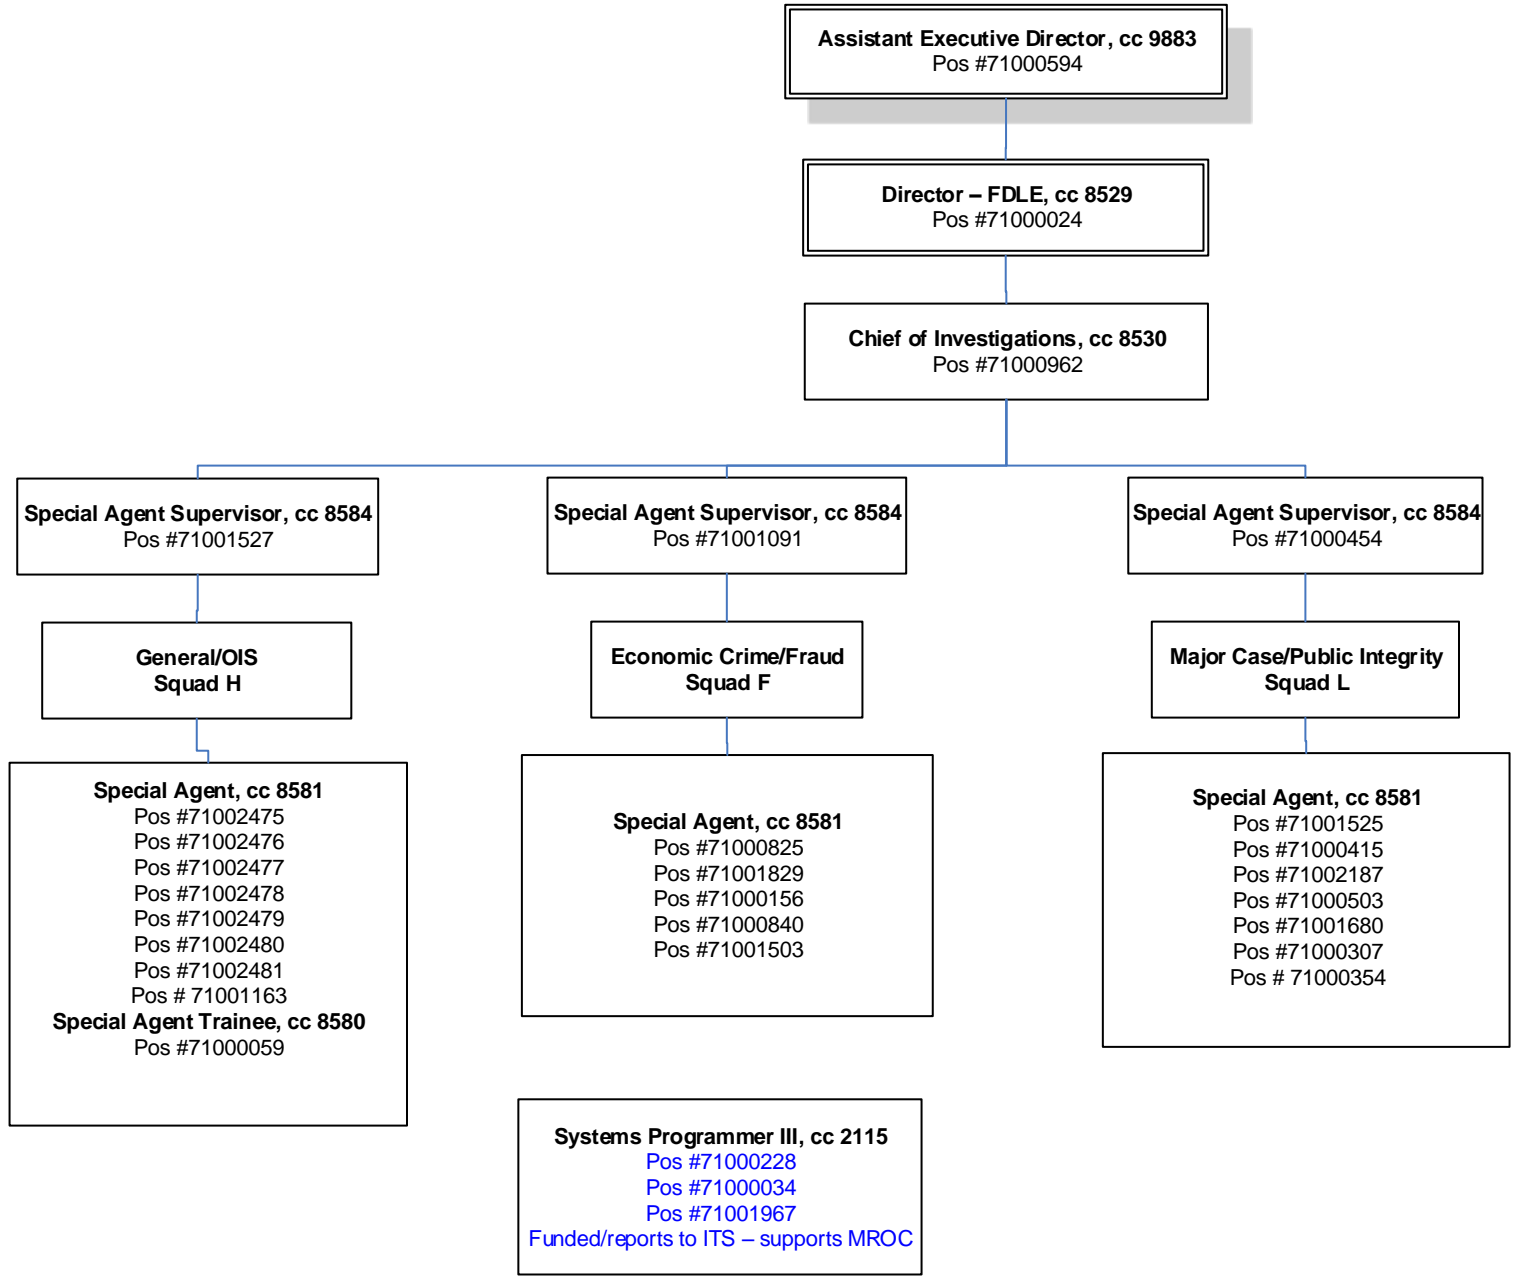 Assistant Executive Director, cc 9883
Pos #71000594
Director – FDLE, cc 8529
Pos #71000024
Chief of Investigations, cc 8530
Pos #71000962
Special Agent Supervisor, cc 8584
Pos #71001527
Special Agent Supervisor, cc 8584
Pos #71001091
Special Agent Supervisor, cc 8584
Pos #71000454
General/OIS
Squad H
Economic Crime/Fraud
Squad F
Major Case/Public Integrity
Squad L
Special Agent, cc 8581
Pos #71002475
Pos #71002476
Pos #71002477
Pos #71002478
Pos #71002479
Pos #71002480
Pos #71002481
Pos # 71001163
Special Agent Trainee, cc 8580
Pos #71000059
Special Agent, cc 8581
Pos #71000825
Pos #71001829
Pos #71000156
Pos #71000840
Pos #71001503
Special Agent, cc 8581
Pos #71001525
Pos #71000415
Pos #71002187
Pos #71000503
Pos #71001680
Pos #71000307
Pos # 71000354
Systems Programmer III, cc 2115
Pos #71000228
Pos #71000034
Pos #71001967
Funded/reports to ITS – supports MROC